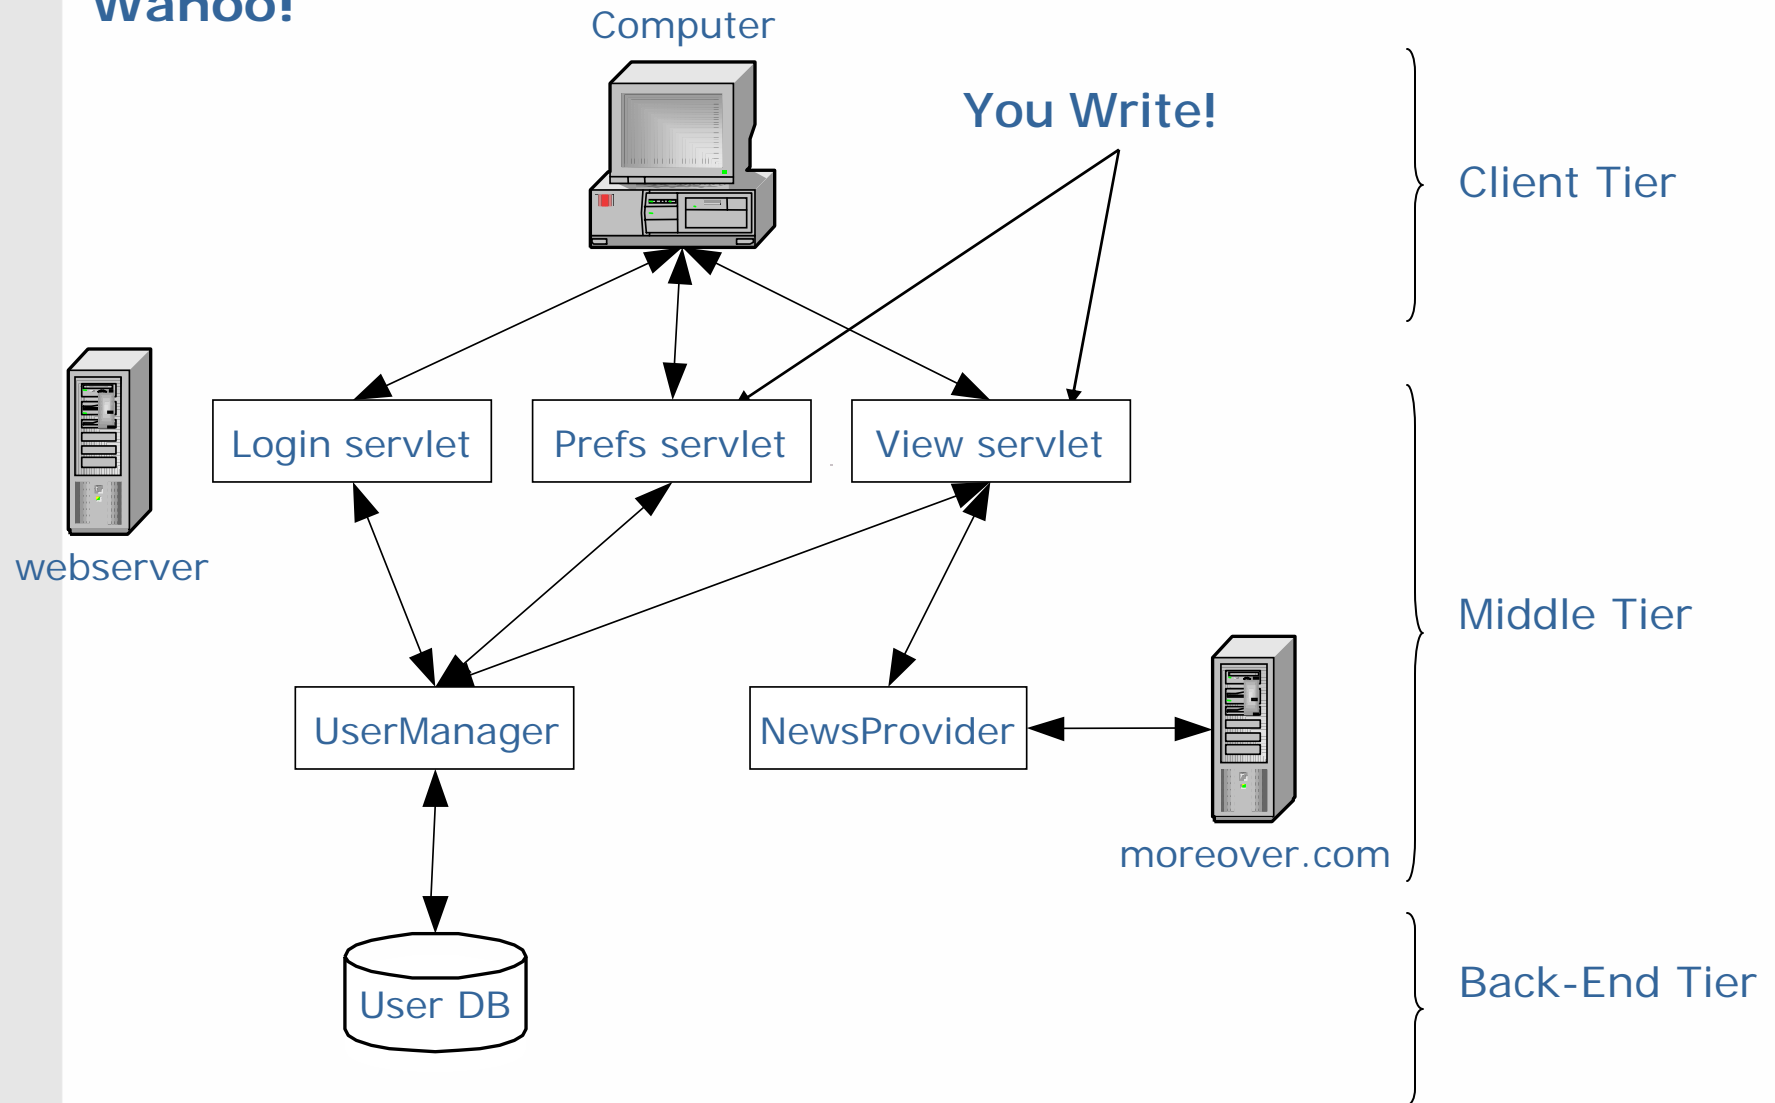 Wahoo!
Computer
You Write!
Client Tier
Login servlet
Prefs servlet
View servlet
webserver
Middle Tier
UserManager
NewsProvider
moreover.com
Back-End Tier
User DB